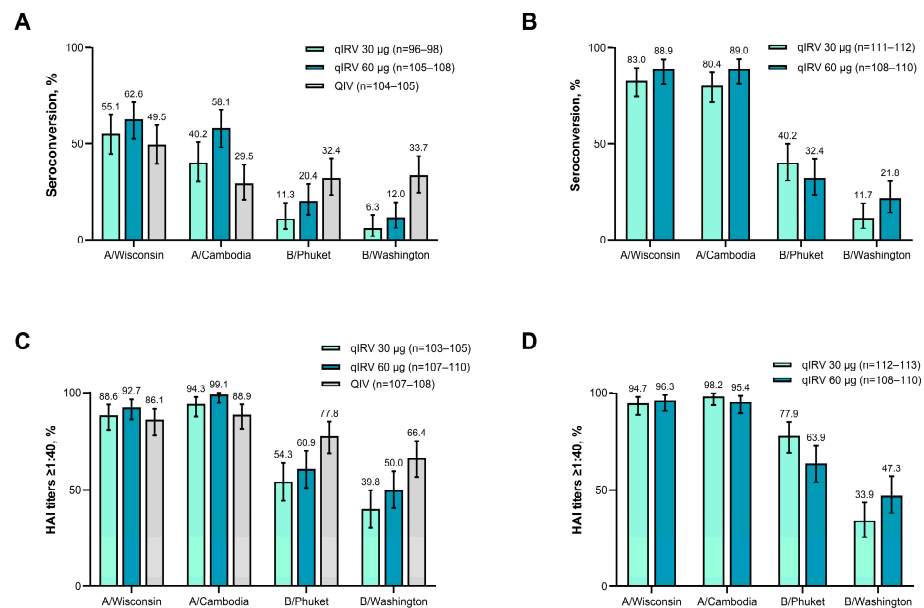 A
Seroconversion, %
100
50
0
qIRV 30 µg (n=96–98)
qIRV 60 µg (n=105–108)
QIV (n=104–105)
55.1
62.6
49.5
40.2
58.1
29.5
11.3
20.4
32.4
6.3
12.0
33.7
A/Wisconsin
A/Cambodia
B/Phuket
B/Washington
B
Seroconversion, %
100
50
0
qIRV 30 µg (n=111–112)
qIRV 60 µg (n=108–110)
83.0
88.9
80.4
89.0
40.2
32.4
11.7
21.8
A/Wisconsin
A/Cambodia
B/Phuket
B/Washington
C
HAI titers ≥1:40, %
100
50
0
qIRV 30 µg (n=103–105)
qIRV 60 µg (n=107–110)
QIV (n=107–108)
88.6
92.7
86.1
94.3
99.1
88.9
54.3
60.9
77.8
39.8
50.0
66.4
A/Wisconsin
A/Cambodia
B/Phuket
B/Washington
D
HAI titers ≥1:40, %
100
50
0
qIRV 30 µg (n=112–113)
qIRV 60 µg (n=108–110)
94.7
96.3
98.2
95.4
77.9
63.9
33.9
47.3
A/Wisconsin
A/Cambodia
B/Phuket
B/Washington